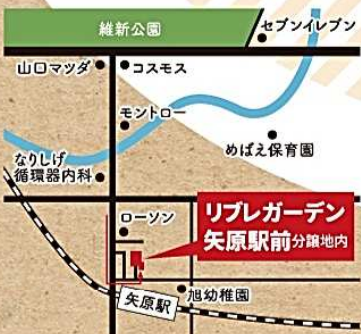 維新公園
セブンイレブン
山口マツダ
コスモス
モントロー
めばえ保育園
なりしげ
循環器内科
ローソン
リブレガーデン
矢原駅前分譲地内
矢原駅
旭幼稚園